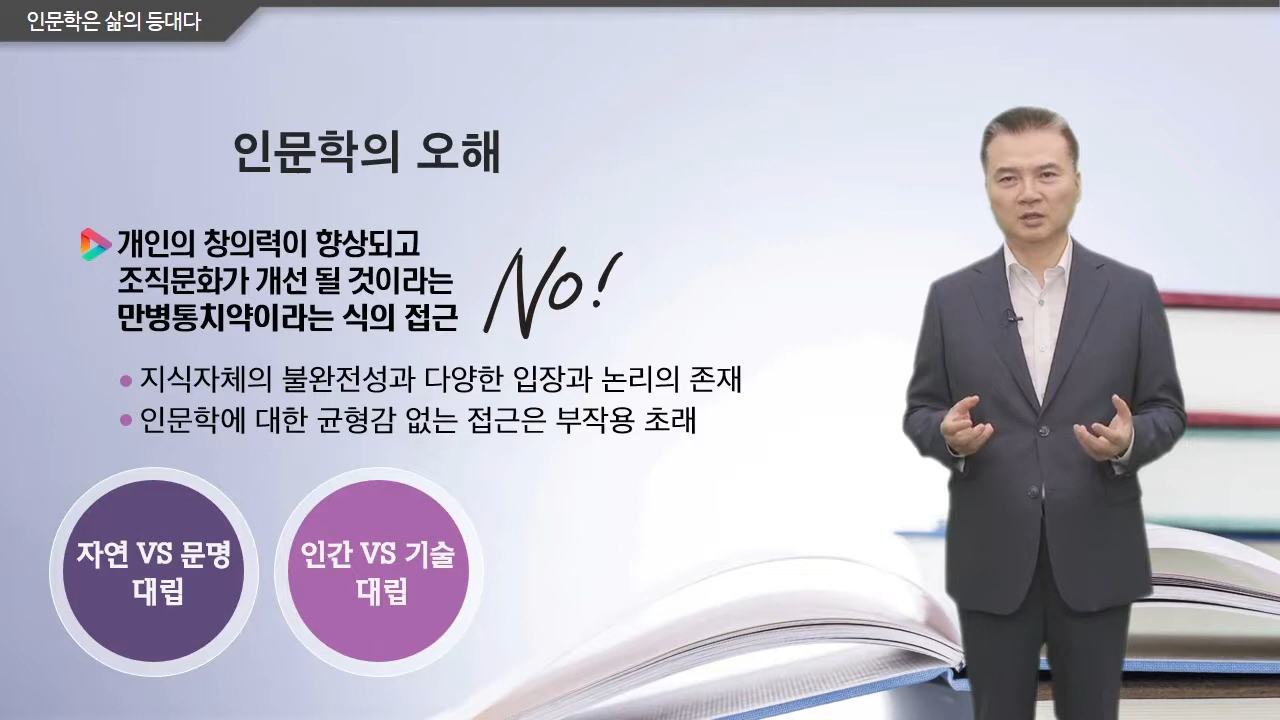 인문학은 삶의 등대다
인문학의 오해
개인의 창의력이 향상되고
조직문화가 개선 될 것이라는
만병통치약이라는 식의 접근
No!
지식자체의 불완전성과 다양한 입장과 논리의 존재
인문학에 대한 균형감 없는 접근은 부작용 초래
자연 VS 문명
대립
인간 VS 기술
대립